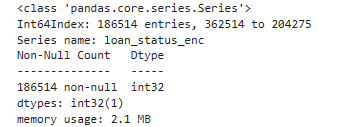 <class 'pandas.core.series.Series'>
Int64Index: 186514 entries, 362514 to 204275
Series name: loan_status_enc
Non-Null Count   Dtype
--------------   -----
186514 non-null  int32
dtypes: int32(1)
memory usage: 2.1 MB